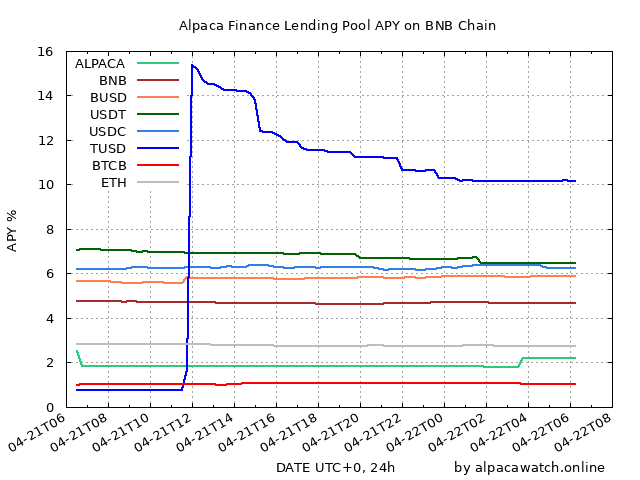 Alpaca Finance Lending Pool APY on BNB Chain
APY %
16
14
12
10
8
6
4
2
0
ALPACA
BNB
BUSD
USDT
USDC
TUSD
BTCB
ETH
04-21T06
04-21T08
04-21T10
04-21T12
04-21T14
04-21T16
04-21T18
04-21T20
04-21T22
04-22T00
04-22T02
04-22T04
04-22T06
04-22T08
DATE UTC+0, 24h
by alpacawatch.online